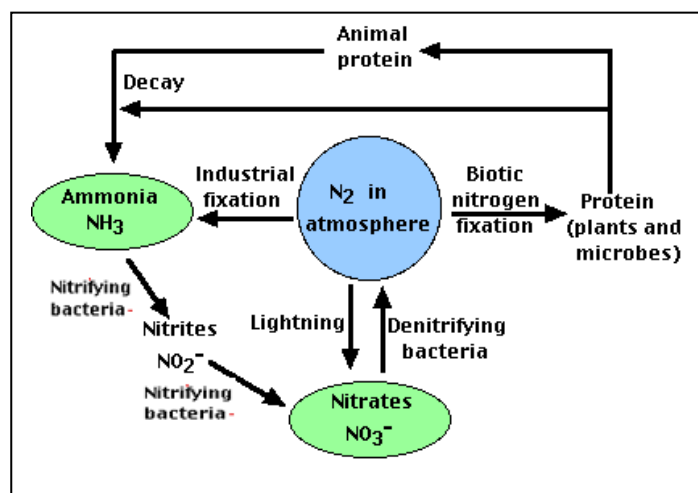 Animal
protein
Decay
Industrial
fixation
N2 in
atmosphere
Biotic
nitrogen
fixation
Protein
(plants and
microbes)
Ammonia
NH3
Nitrifying
bacteria-
Nitrites
NO2-
Nitrifying
bacteria-
Lightning
Denitrifying
bacteria
Nitrates
NO3-